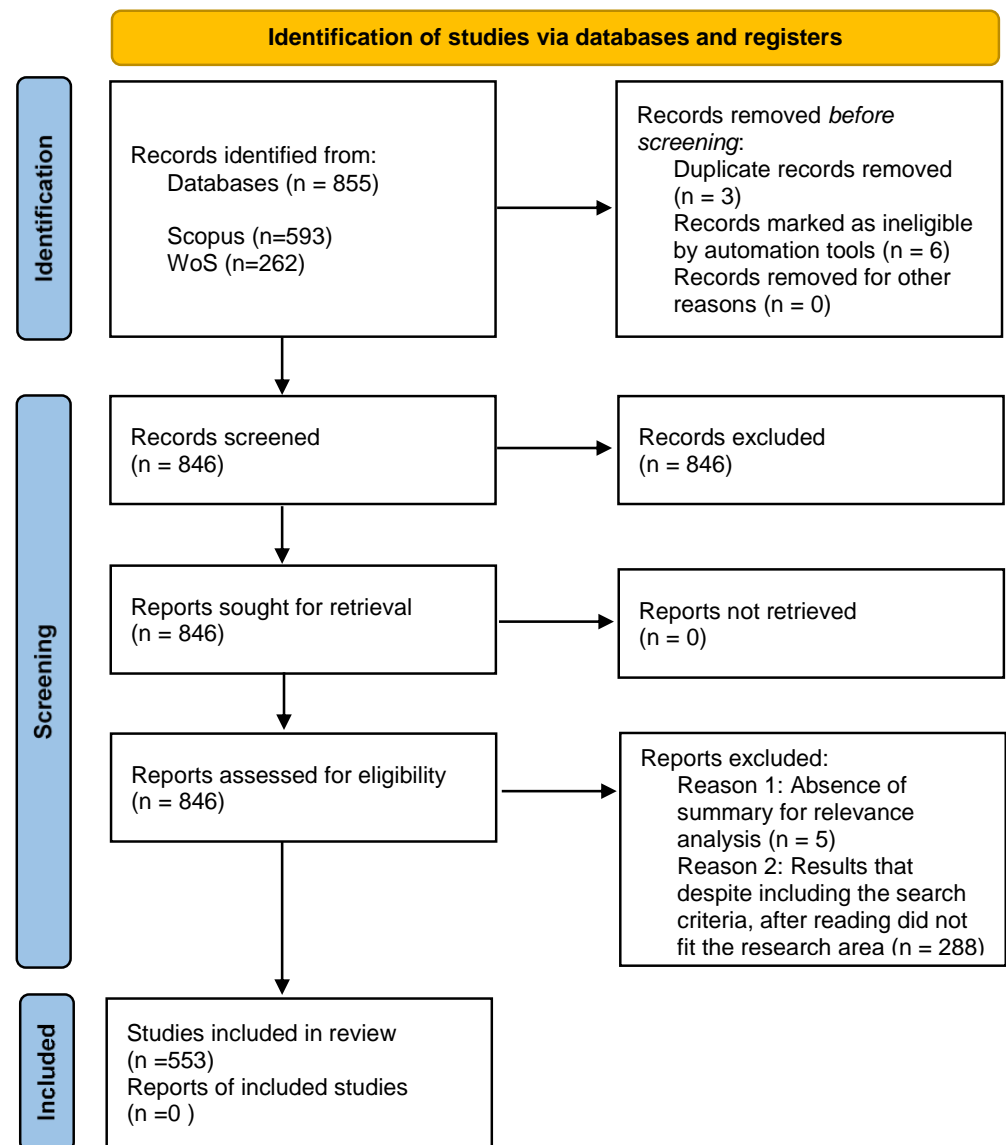 Identification of studies via databases and registers
Identification
Records identified from:
Databases (n = 855)
Scopus (n=593)
WoS (n=262)
Records removed before
screening:
Duplicate records removed
(n = 3)
Records marked as ineligible
by automation tools (n = 6)
Records removed for other
reasons (n = 0)
Screening
Records screened
(n = 846)
Records excluded
(n = 846)
Reports sought for retrieval
(n = 846)
Reports not retrieved
(n = 0)
Reports assessed for eligibility
(n = 846)
Reports excluded:
Reason 1: Absence of
summary for relevance
analysis (n = 5)
Reason 2: Results that
despite including the search
criteria, after reading did not
fit the research area (n = 288)
Included
Studies included in review
(n =553)
Reports of included studies
(n =0 )